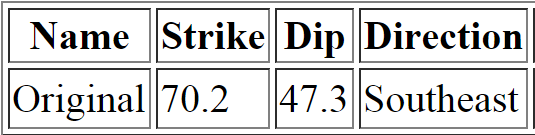 Name Strike Dip Direction
Original 70.2 47.3 Southeast